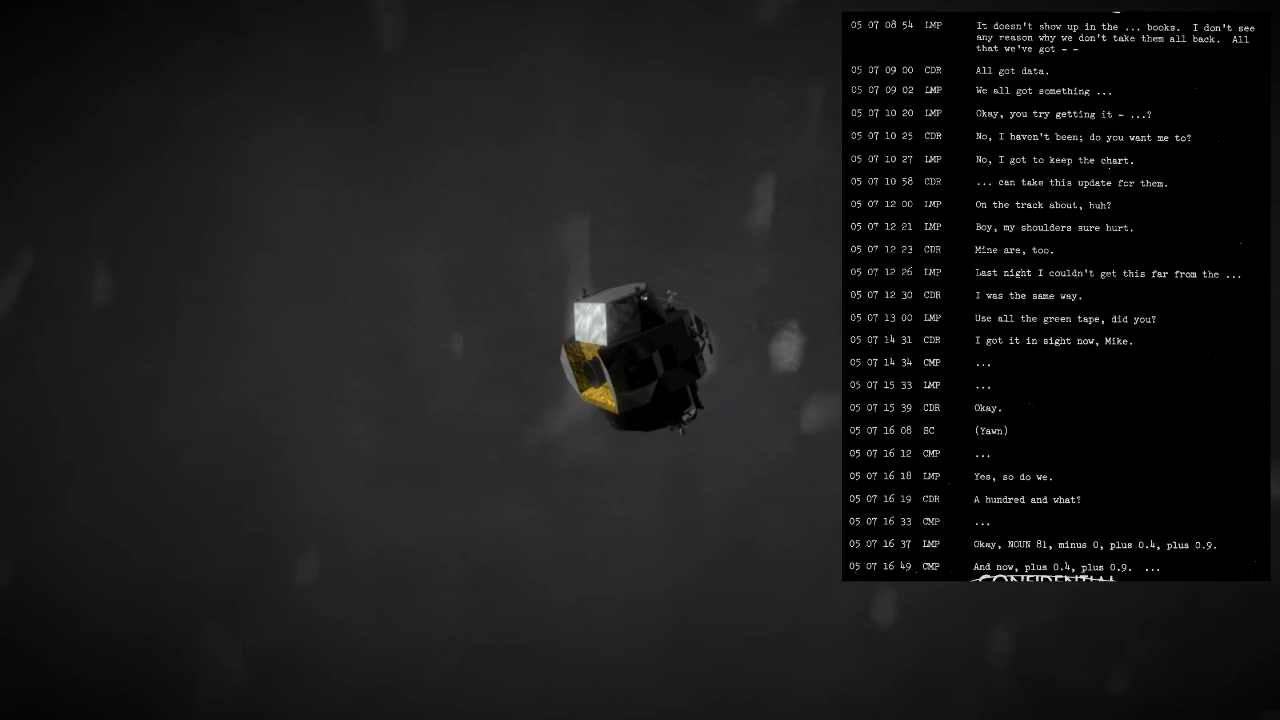 05 07 08 54 LMP It doesn't show up in the ... books. I don't see
any reason why we don't take them all back. All
that we've got - -
05 07 09 00 CDR All got data.
05 07 09 02 LMP We all got something ...
05 07 10 20 LMP Okay, you try getting it - ...?
05 07 10 25 CDR No, I haven't been; do you want me to?
05 07 10 27 LMP No, I got to keep the chart.
05 07 10 58 CDR ... can take this update for them.
05 07 12 00 LMP On the track about, huh?
05 07 12 21 LMP Boy, my shoulders sure hurt.
05 07 12 23 CDR Mine are, too.
05 07 12 26 LMP Last night I couldn't get this far from the ...
05 07 12 30 CDR I was the same way.
05 07 13 00 LMP Use all the green tape, did you?
05 07 14 31 CDR I got it in sight now, Mike.
05 07 14 34 CMP ...
05 07 15 33 LMP ...
05 07 15 39 CDR Okay.
05 07 16 08 SC (Yawn)
05 07 16 12 CMP ...
05 07 16 18 LMP Yes, so do we.
05 07 16 19 CDR A hundred and what?
05 07 16 33 CMP ...
05 07 16 37 LMP Okay, NOUN 81, minus 0, plus 0.4, plus 0.9.
05 07 16 49 CMP And now, plus 0.4, plus 0.9. ...
CONFIDENTIAL